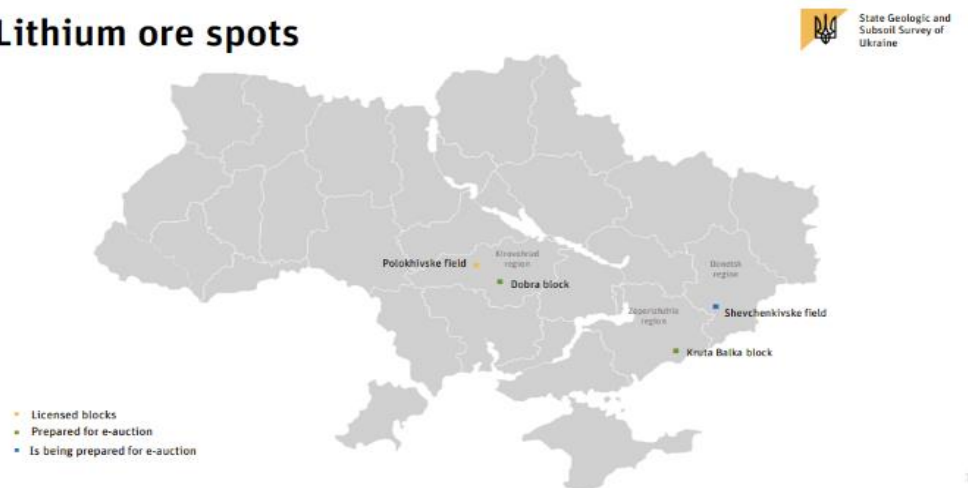 Lithium ore spots
State Geologic and
Subsoil Survey of
Ukraine
Polokhivske field
Kirovohrad
region
Dobra block
Donetsk
region
Zaporizhzhia
region
Shevchenkivske field
Kruta Balka block
Licensed blocks
Prepared for e-auction
Is being prepared for e-auction